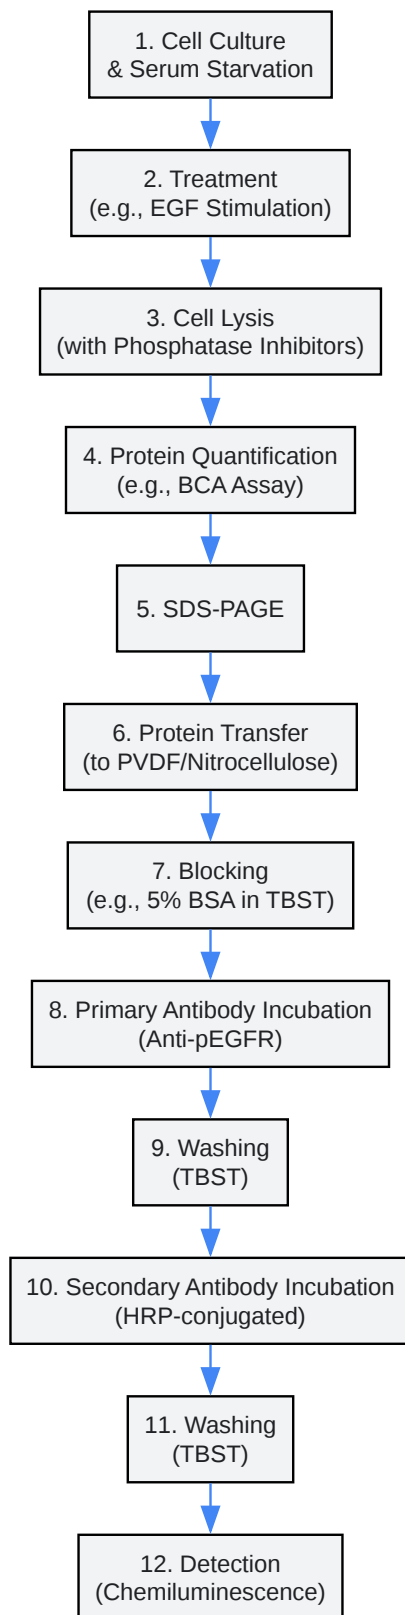 1. Cell Culture
& Serum Starvation
2. Treatment
(e.g., EGF Stimulation)
3. Cell Lysis
(with Phosphatase Inhibitors)
4. Protein Quantification
(e.g., BCA Assay)
5. SDS-PAGE
6. Protein Transfer
(to PVDF/Nitrocellulose)
7. Blocking
(e.g., 5% BSA in TBST)
8. Primary Antibody Incubation
(Anti-pEGFR)
9. Washing
(TBST)
10. Secondary Antibody Incubation
(HRP-conjugated)
11. Washing
(TBST)
12. Detection
(Chemiluminescence)